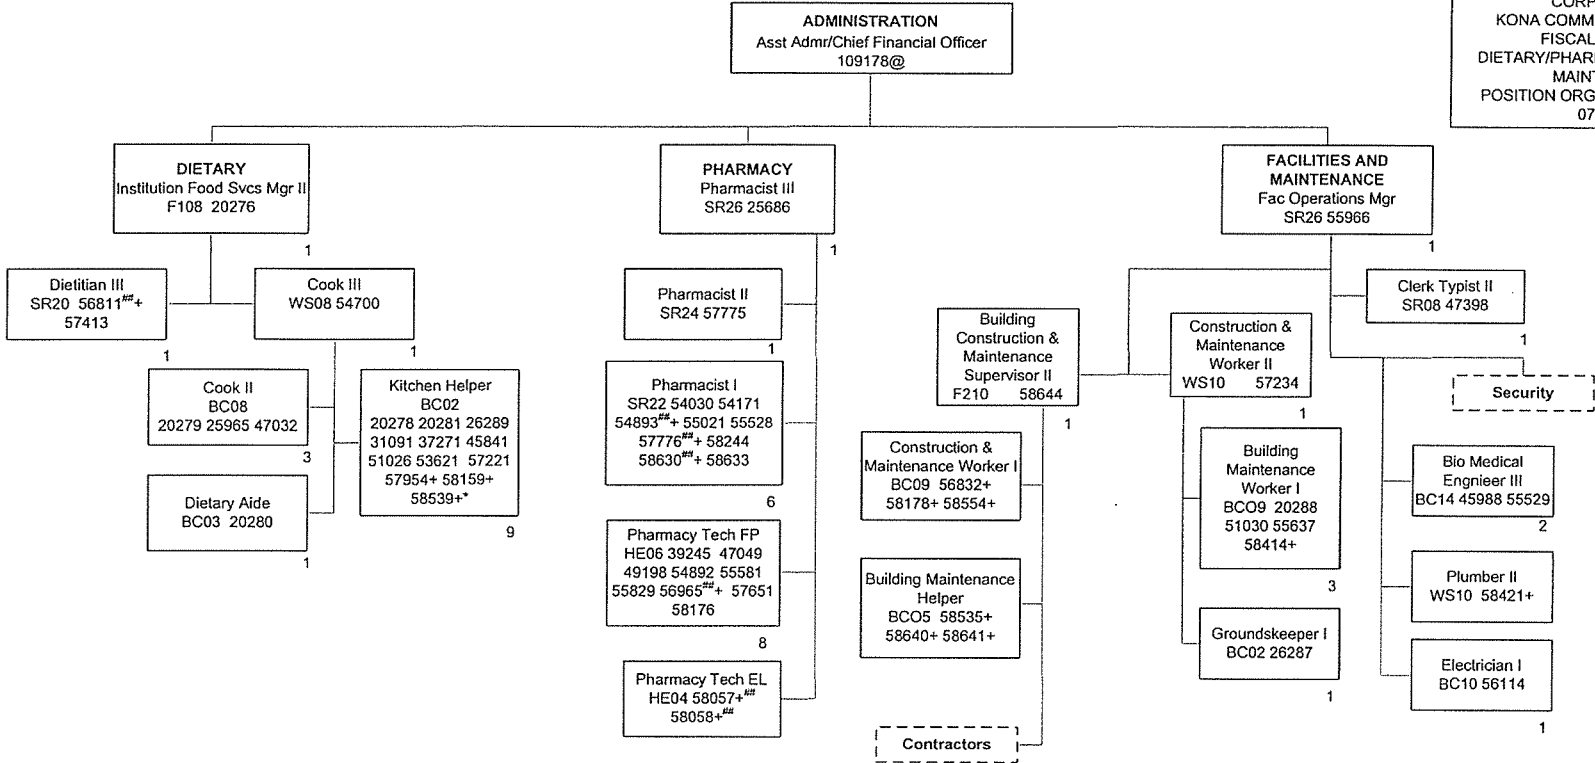 ADMINISTRATION
Asst Admr/Chief Financial Officer
109178@
CORP
KONA COMM
FISCAL
DIETARY/PHAR
MAINT
POSITION ORG
07
DIETARY
Institution Food Svcs Mgr II
F108 20276
1
Dietitian III
SR20 56811##+
57413
1
Cook III
WS08 54700
1
Cook II
BC08
20279 25965 47032
3
Dietary Aide
BC03 20280
1
Kitchen Helper
BC02
20278 20281 26289
31091 37271 45841
51026 53621 57221
57954+ 58159+
58539+*
9
PHARMACY
Pharmacist III
SR26 25686
1
Pharmacist II
SR24 57775
1
Pharmacist I
SR22 54030 54171
54893##+ 55021 55528
57776##+ 58244
58630##+ 58633
6
Pharmacy Tech FP
HE06 39245 47049
49198 54892 55581
55829 56965##+ 57651
58176
8
Pharmacy Tech EL
HE04 58057+##
58058+##
FACILITIES AND
MAINTENANCE
Fac Operations Mgr
SR26 55966
1
Clerk Typist II
SR08 47398
1
Building
Construction &
Maintenance
Supervisor II
F210 58644
1
Construction &
Maintenance Worker I
BC09 56832+
58178+ 58554+
Building Maintenance
Helper
BCO5 58535+
58640+ 58641+
Contractors
Construction &
Maintenance
Worker II
WS10 57234
1
Building
Maintenance
Worker I
BCO9 20288
51030 55637
58414+
3
Groundskeeper I
BC02 26287
1
Security
Bio Medical
Engnieer III
BC14 45988 55529
2
Plumber II
WS10 58421+
Electrician I
BC10 56114
1